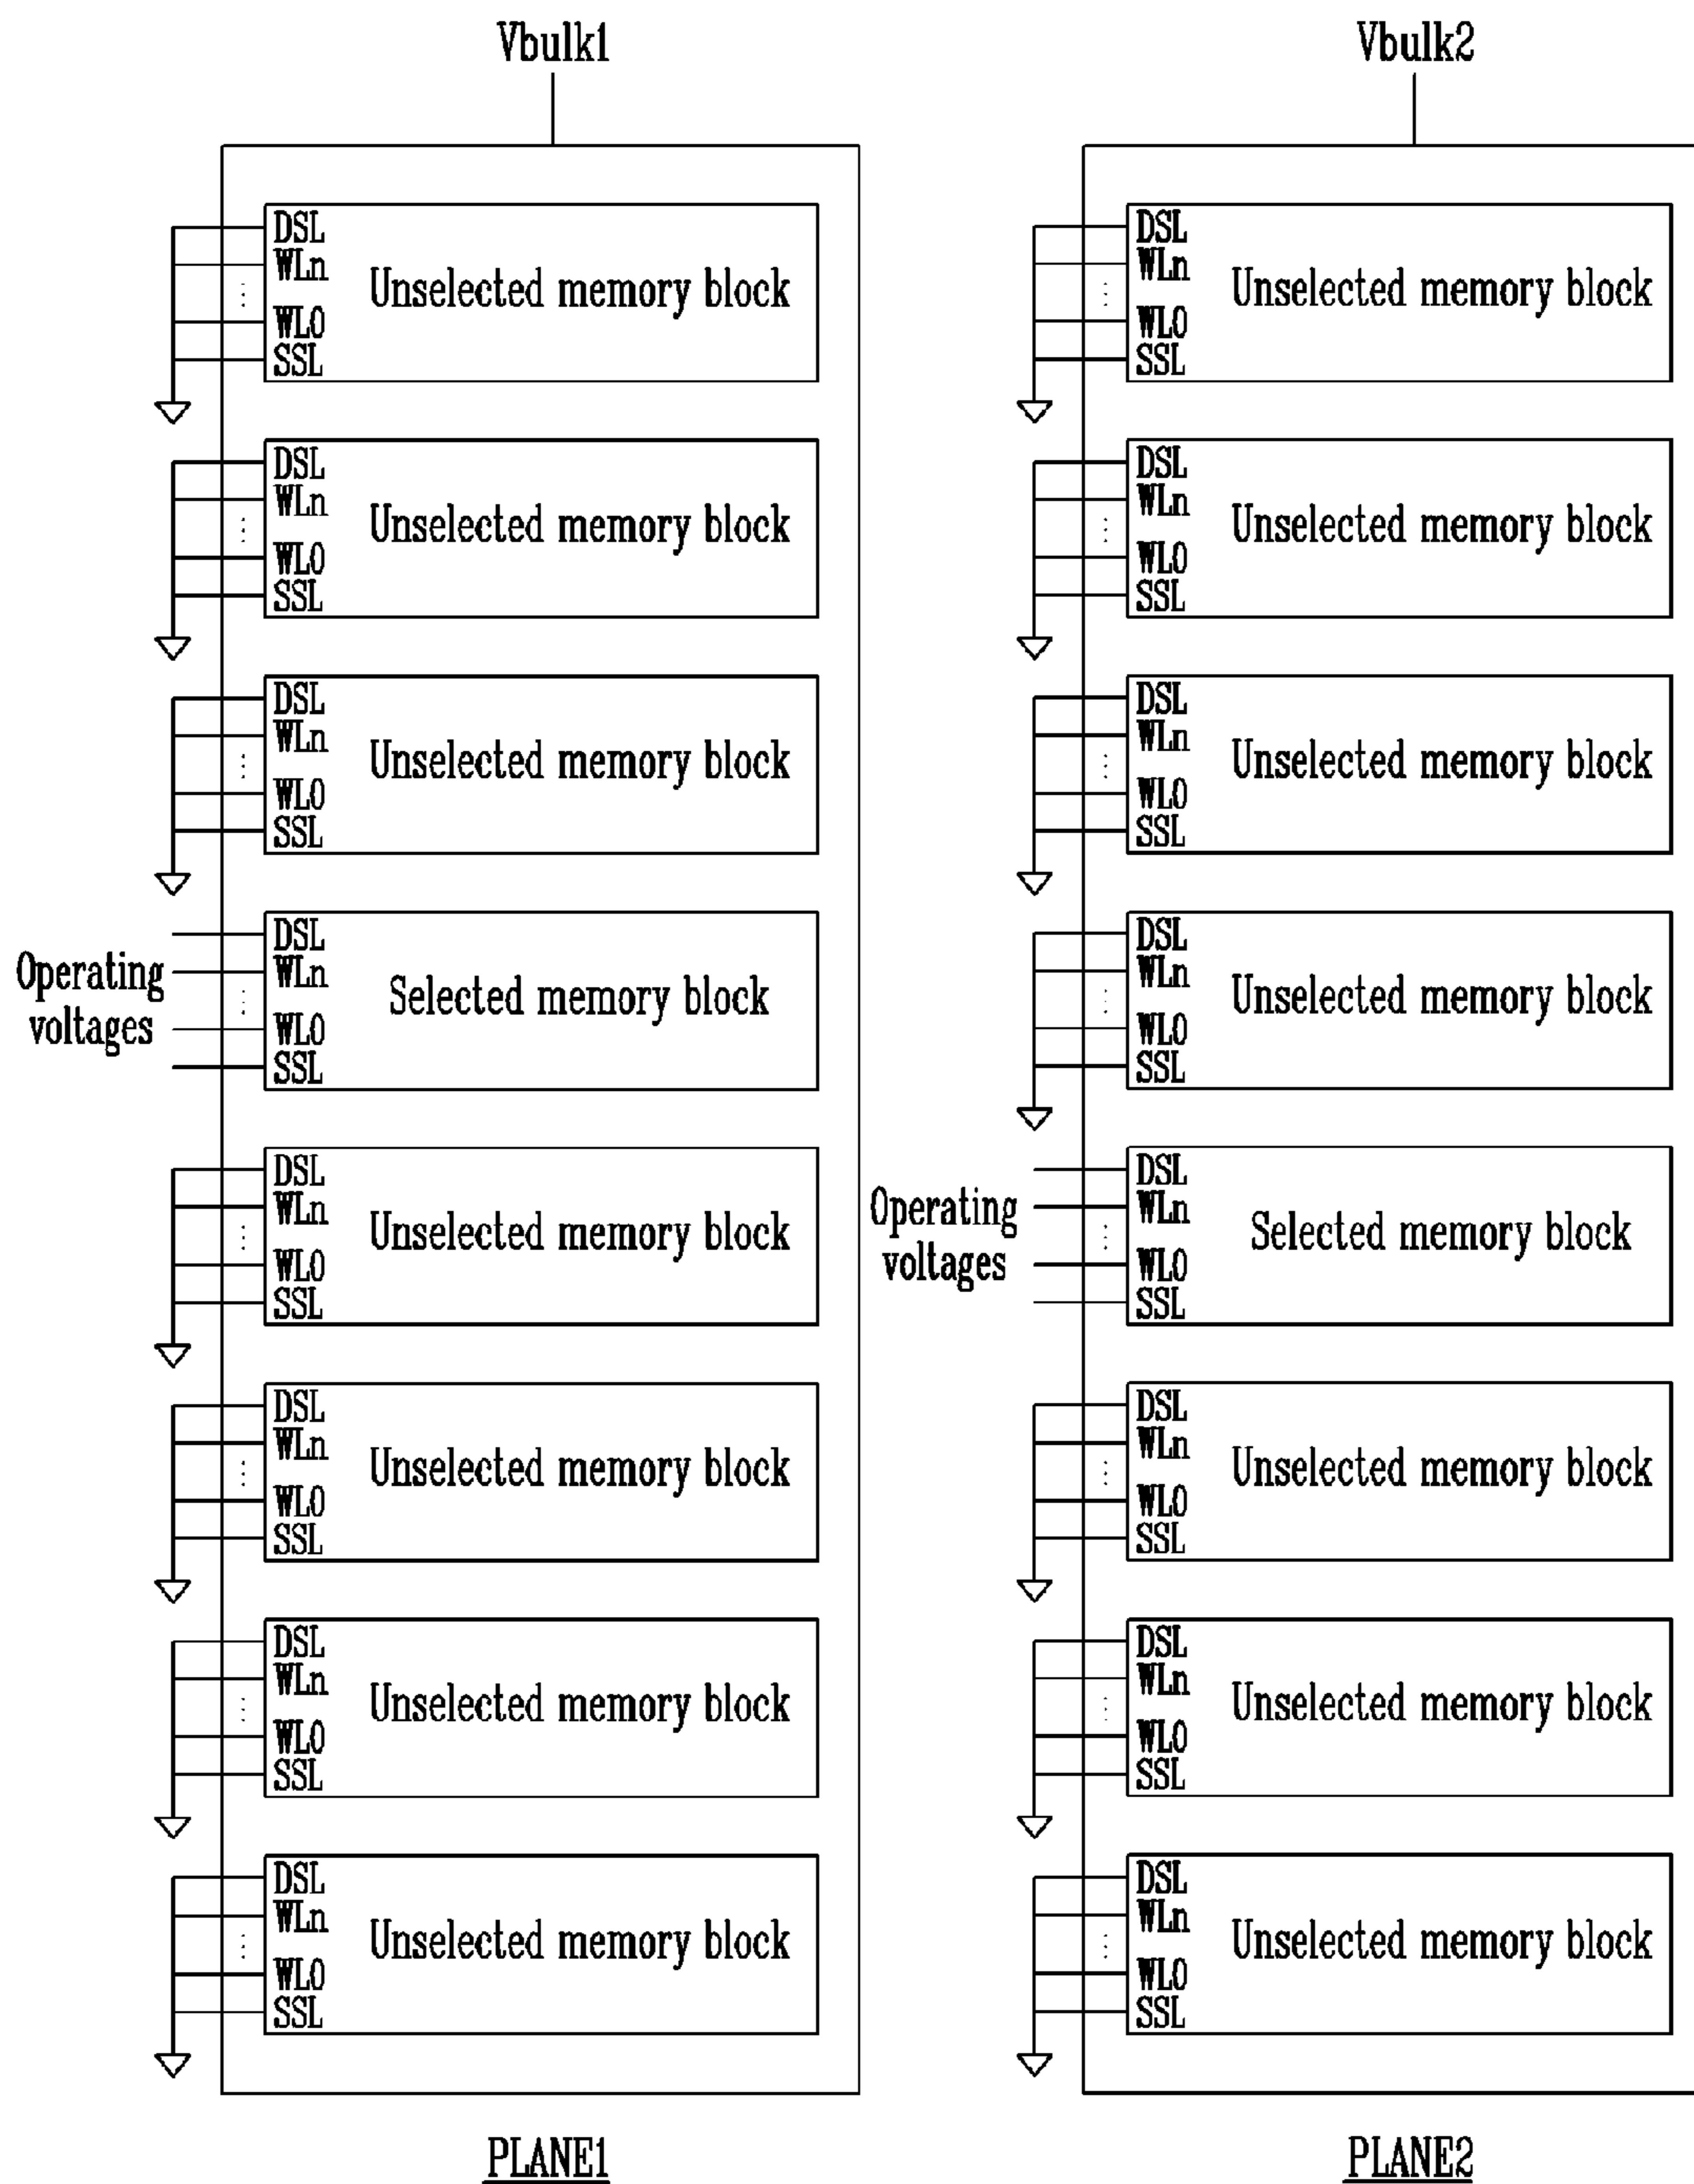 Vbulk1
DSL
WLn
Unselected memory block
WL0
SSL
DSL
WLn
Unselected memory block
WL0
SSL
DSL
WLn
Unselected memory block
WL0
SSL
Operating
voltages
DSL
WLn
Selected memory block
WL0
SSL
DSL
WLn
Unselected memory block
WL0
SSL
DSL
WLn
Unselected memory block
WL0
SSL
DSL
WLn
Unselected memory block
WL0
SSL
DSL
WLn
Unselected memory block
WL0
SSL
PLANE1
Vbulk2
DSL
WLn
Unselected memory block
WL0
SSL
DSL
WLn
Unselected memory block
WL0
SSL
DSL
WLn
Unselected memory block
WL0
SSL
DSL
WLn
Unselected memory block
WL0
SSL
Operating
voltages
DSL
WLn
Selected memory block
WL0
SSL
DSL
WLn
Unselected memory block
WL0
SSL
DSL
WLn
Unselected memory block
WL0
SSL
DSL
WLn
Unselected memory block
WL0
SSL
PLANE2